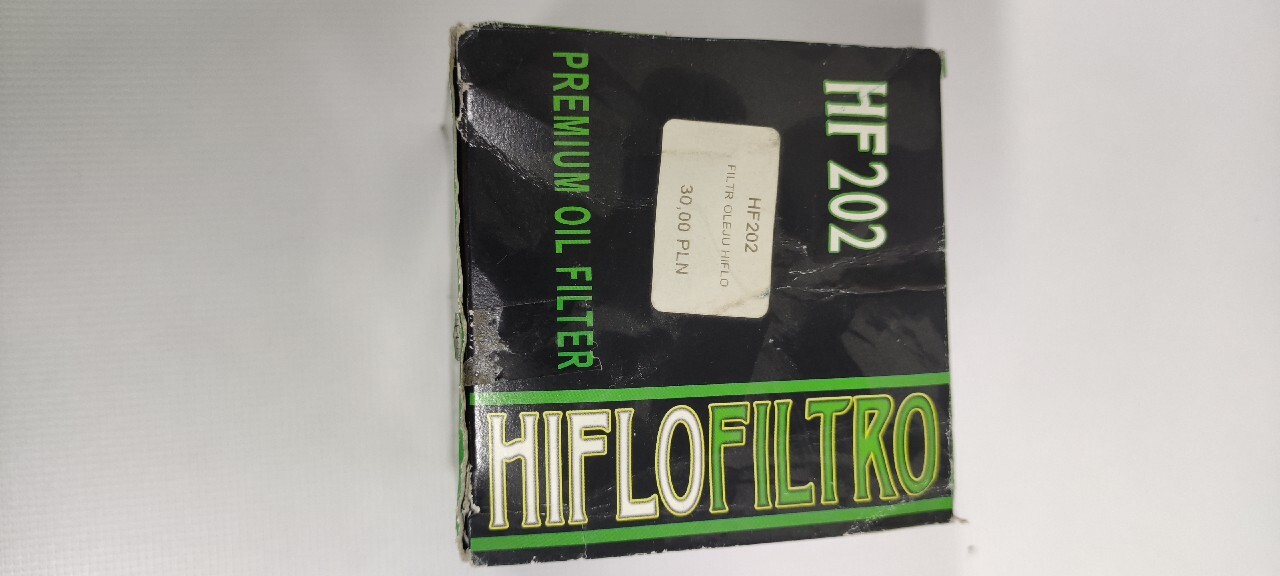 HF202
HF202
FILTR OLEJU HIFLO
30,00 PLN
PREMIUM OIL FILTER
HIFLOFILTRO